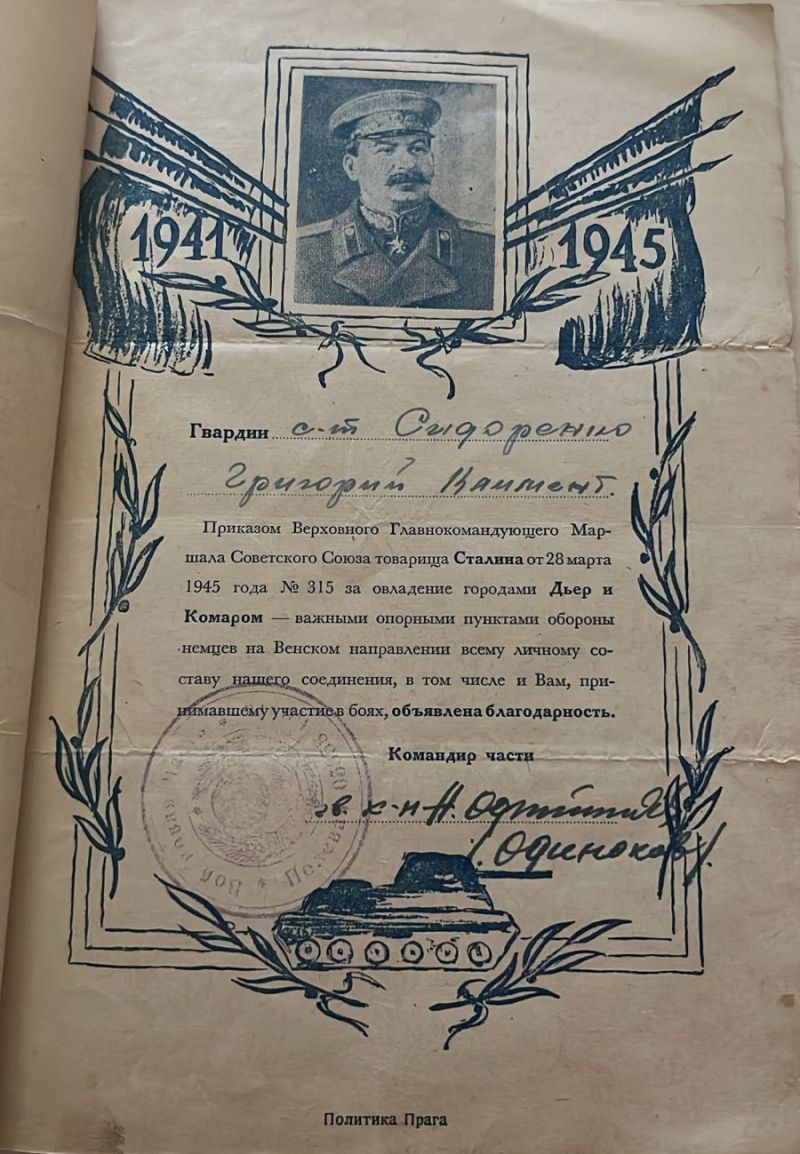 1941 1945
Гвардии с-т Сидоренко
Григорий Климент.
Приказом Верховного Главнокомандующего Мар-
шала Советского Союза товарища Сталина от 28 марта
1945 года № 315 за овладение городами Дьер и
Комаром — важными опорными пунктами обороны
немцев на Венском направлении всему личному со-
ставу нашего соединения, в том числе и Вам, при-
нимавшему участие в боях, объявлена благодарность.
Командир части
гв. к-н
Одиноков
Полевая
Политика Прага